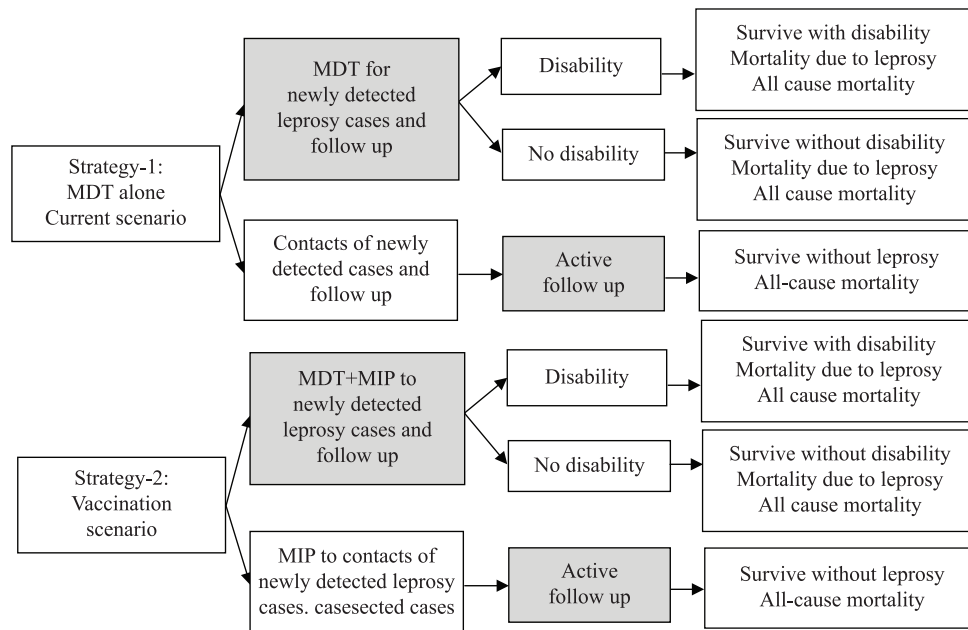 Strategy-1:
MDT alone
Current scenario
MDT for
newly detected
leprosy cases and
follow up
Disability
Survive with disability
Mortality due to leprosy
All cause mortality
No disability
Survive without disability
Mortality due to leprosy
All cause mortality
Contacts of newly
detected cases and
follow up
Active
follow up
Survive without leprosy
All-cause mortality
Strategy-2:
Vaccination
scenario
MDT+MIP to
newly detected
leprosy cases and
follow up
Disability
Survive with disability
Mortality due to leprosy
All cause mortality
No disability
Survive without disability
Mortality due to leprosy
All cause mortality
MIP to contacts of
newly detected leprosy
cases. casesected cases
Active
follow up
Survive without leprosy
All-cause mortality